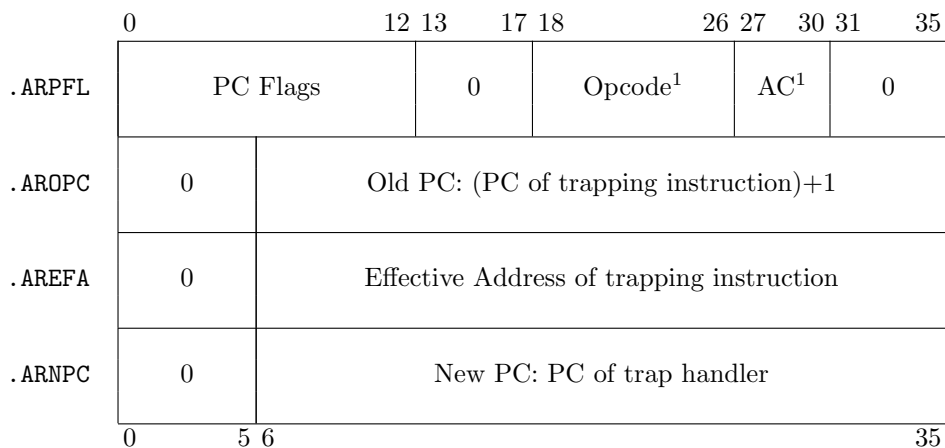 0 12 13 17 18 26 27 30 31 35
.ARPFL PC Flags 0 Opcode¹ AC¹ 0
.AROPC 0 Old PC: (PC of trapping instruction)+1
.AREFA 0 Effective Address of trapping instruction
.ARNPC 0 New PC: PC of trap handler
0 5 6 35